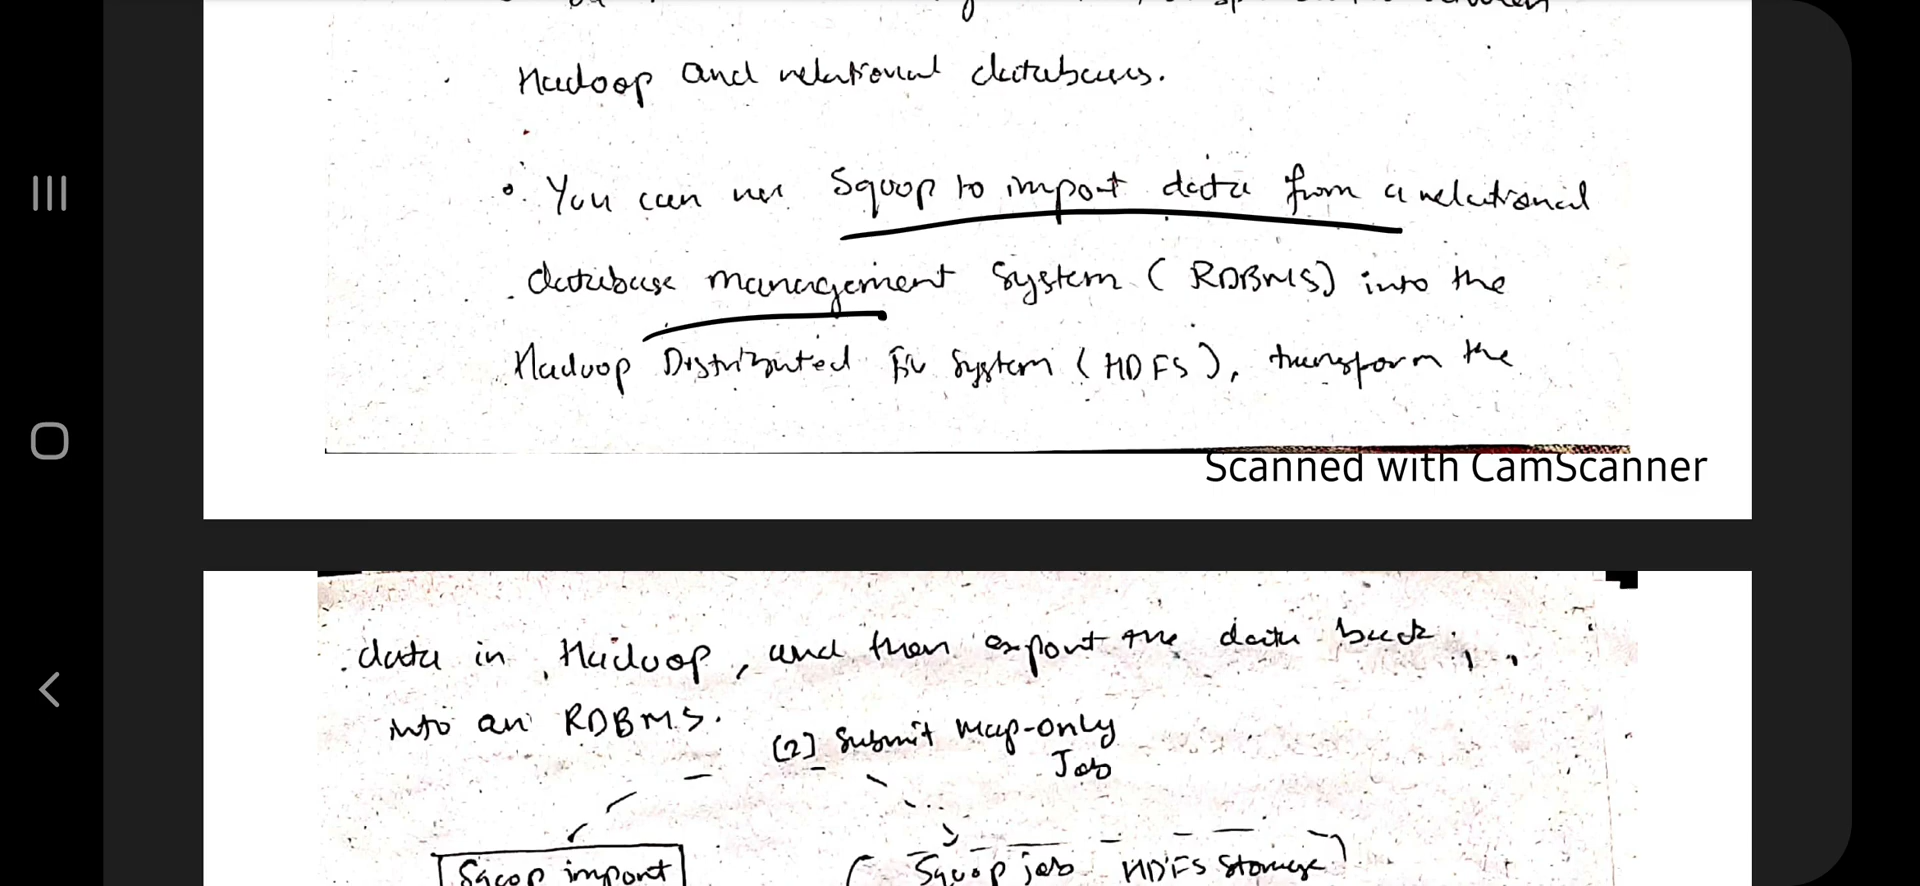 Hadoop and relational databases.
• You can use Sqoop to import data from a relational
database management system (RDBMS) into the
Hadoop Distributed File System (HDFS), transform the
Scanned with CamScanner
data in Hadoop, and then export the data back
into an RDBMS.
(2) Submit Map-Only
Job
Sqoop import
Sqoop job HDFS Storage